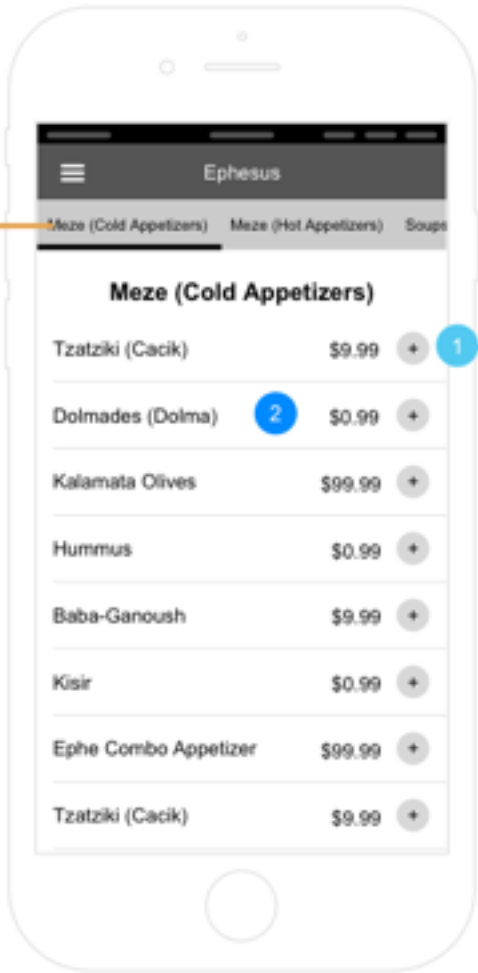 Ephesus
Meze (Cold Appetizers) Meze (Hot Appetizers) Soups
Meze (Cold Appetizers)
Tzatziki (Cacik) $9.99 + 1
Dolmades (Dolma) 2 $0.99 +
Kalamata Olives $99.99 +
Hummus $0.99 +
Baba-Ganoush $9.99 +
Kisir $0.99 +
Ephe Combo Appetizer $99.99 +
Tzatziki (Cacik) $9.99 +